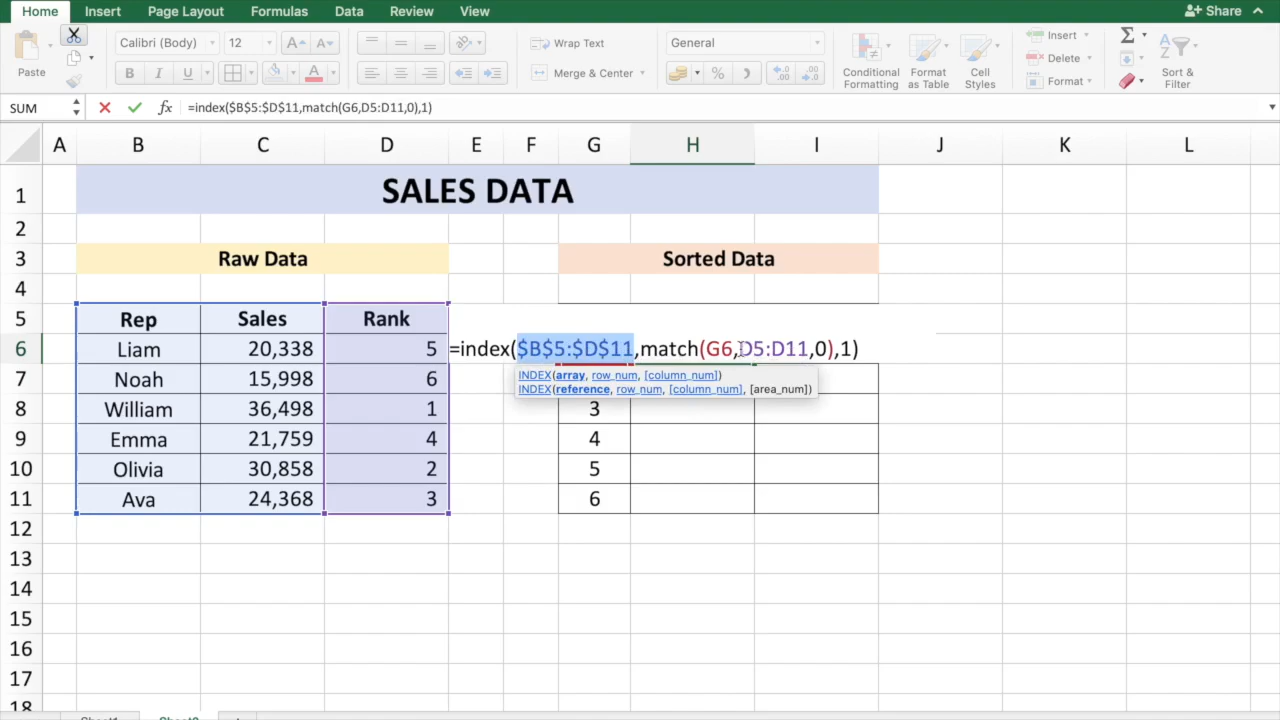 Home Insert Page Layout Formulas Data Review View Share
Calibri (Body) 12 A A Wrap Text General Insert Σ
Delete
Paste B I U A Merge & Center % Conditional Formatting Format as Table Cell Styles Format Sort & Filter
SUM fx =index($B$5:$D$11,match(G6,D5:D11,0),1)
A B C D E F G H I J K L
1 SALES DATA
2
3 Raw Data Sorted Data
4
5 Rep Sales Rank
6 Liam 20,338 5 =index($B$5:$D$11,match(G6,D5:D11,0),1)
7 Noah 15,998 6 INDEX(array, row_num, [column_num])
INDEX(reference, row_num, [column_num], [area_num])
8 William 36,498 1 3
9 Emma 21,759 4 4
10 Olivia 30,858 2 5
11 Ava 24,368 3 6
12
13
14
15
16
17
18